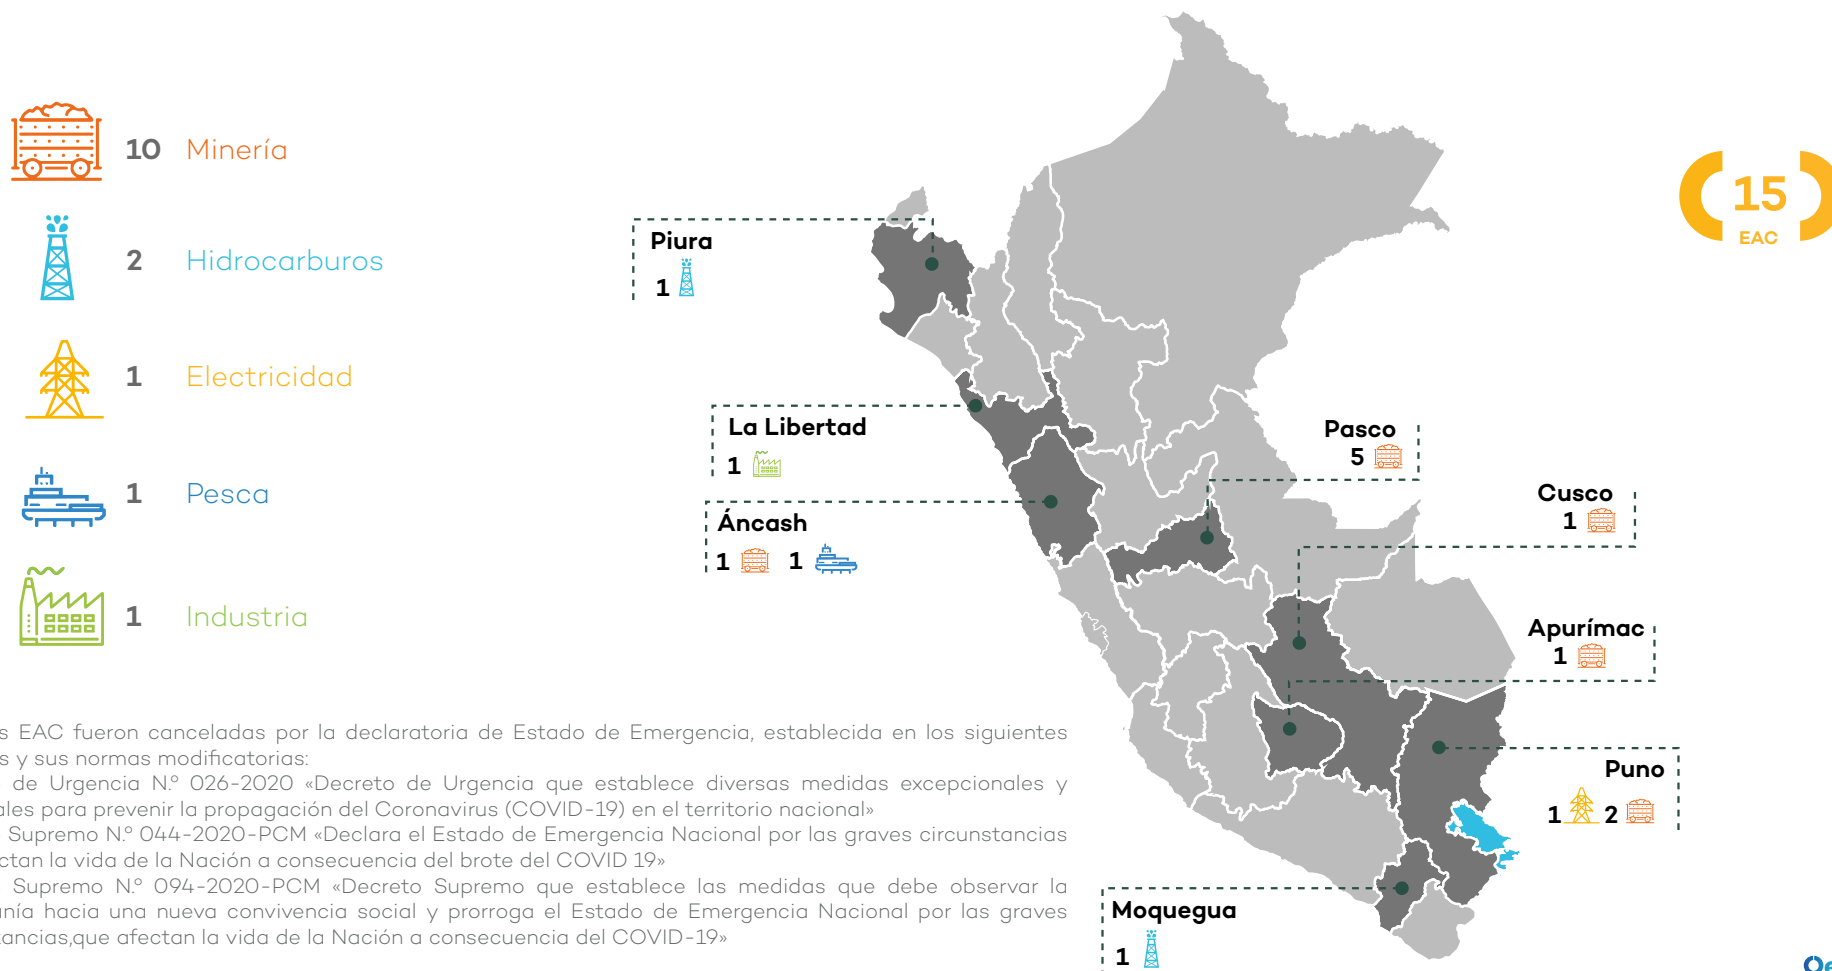 10 Minería
2 Hidrocarburos
1 Electricidad
1 Pesca
1 Industria
Piura
1
La Libertad
1
Áncash
1 1
Pasco
5
Cusco
1
Apurímac
1
Puno
1 2
Moquegua
1
15
EAC
EAC fueron canceladas por la declaratoria de Estado de Emergencia, establecida en los siguientes
y sus normas modificatorias:
de Urgencia N.º 026-2020 «Decreto de Urgencia que establece diversas medidas excepcionales y
ales para prevenir la propagación del Coronavirus (COVID-19) en el territorio nacional»
Supremo N.º 044-2020-PCM «Declara el Estado de Emergencia Nacional por las graves circunstancias
ctan la vida de la Nación a consecuencia del brote del COVID 19»
Supremo N.º 094-2020-PCM «Decreto Supremo que establece las medidas que debe observar la
anía hacia una nueva convivencia social y prorroga el Estado de Emergencia Nacional por las graves
tancias,que afectan la vida de la Nación a consecuencia del COVID-19»